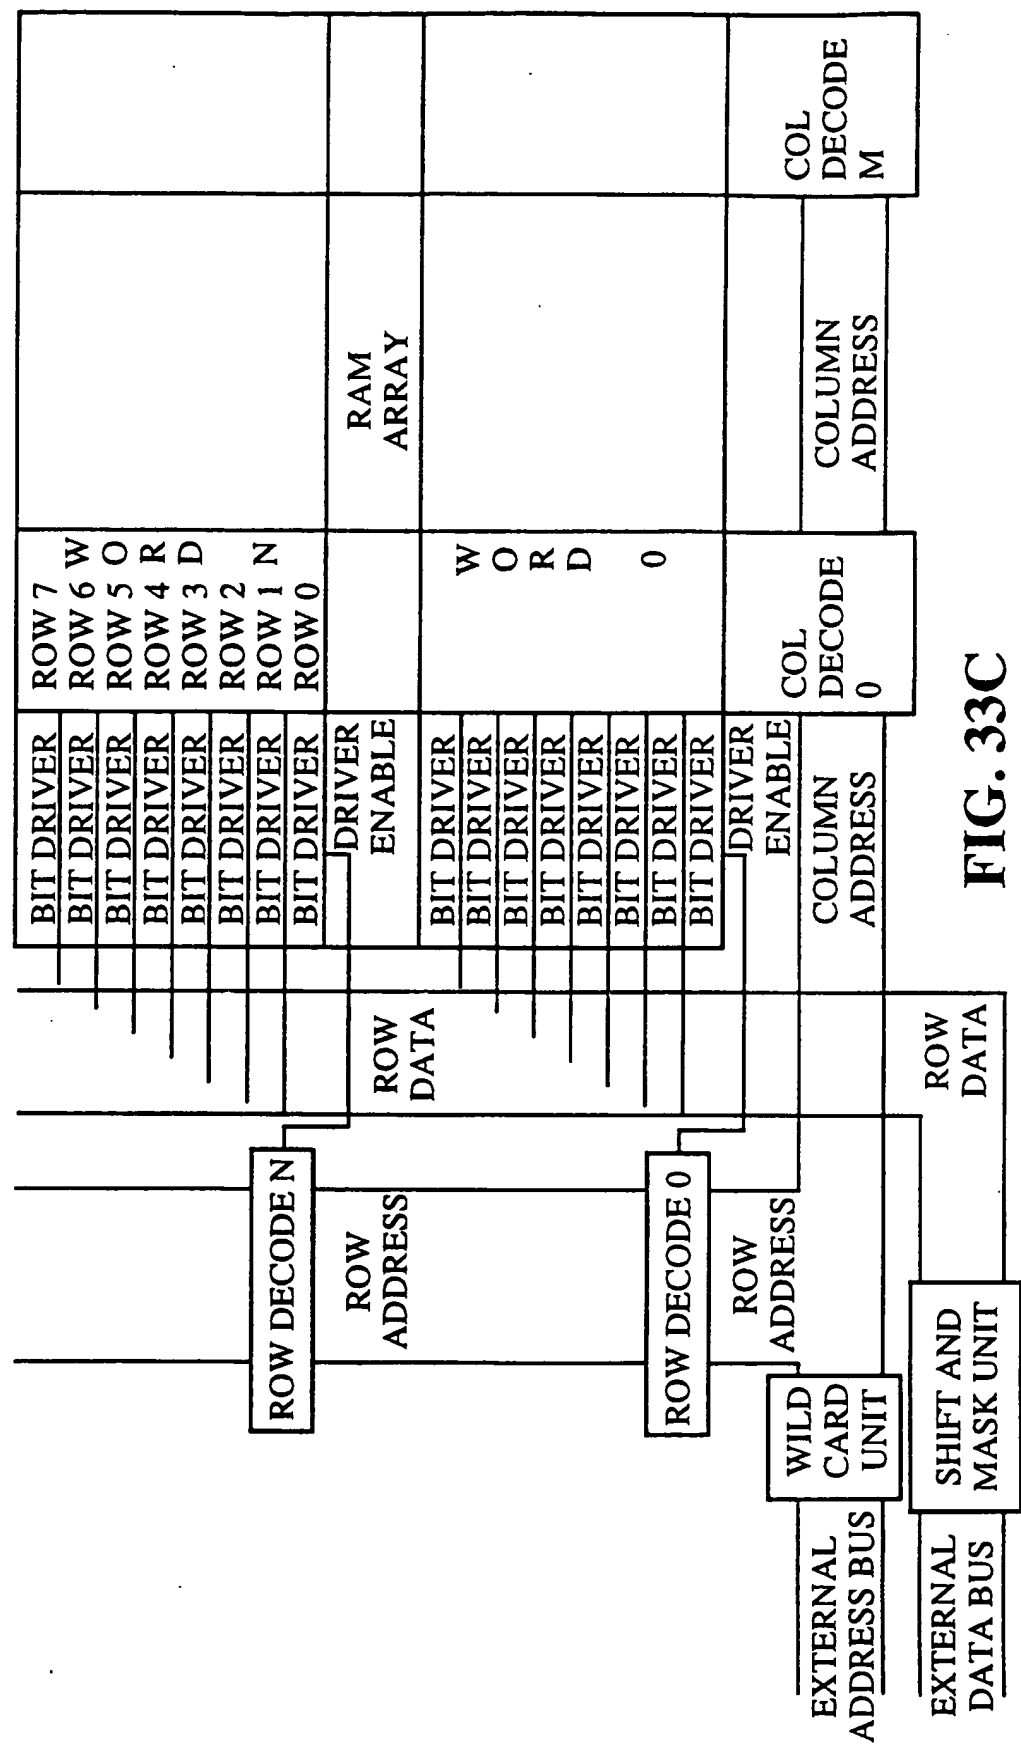 BIT DRIVER
ROW 7
BIT DRIVER
ROW 6
BIT DRIVER
ROW 5
BIT DRIVER
ROW 4
BIT DRIVER
ROW 3
BIT DRIVER
ROW 2
BIT DRIVER
ROW 1
BIT DRIVER
ROW 0
W
O
R
D
N
ROW DECODE N
DRIVER
ENABLE
ROW
ADDRESS
ROW
DATA
RAM
ARRAY
BIT DRIVER
BIT DRIVER
BIT DRIVER
BIT DRIVER
BIT DRIVER
BIT DRIVER
BIT DRIVER
BIT DRIVER
W
O
R
D
0
ROW DECODE 0
DRIVER
ENABLE
ROW
ADDRESS
WILD
CARD
UNIT
EXTERNAL
ADDRESS BUS
COLUMN
ADDRESS
COL
DECODE
0
COLUMN
ADDRESS
COL
DECODE
M
EXTERNAL
DATA BUS
SHIFT AND
MASK UNIT
ROW
DATA
FIG. 33C